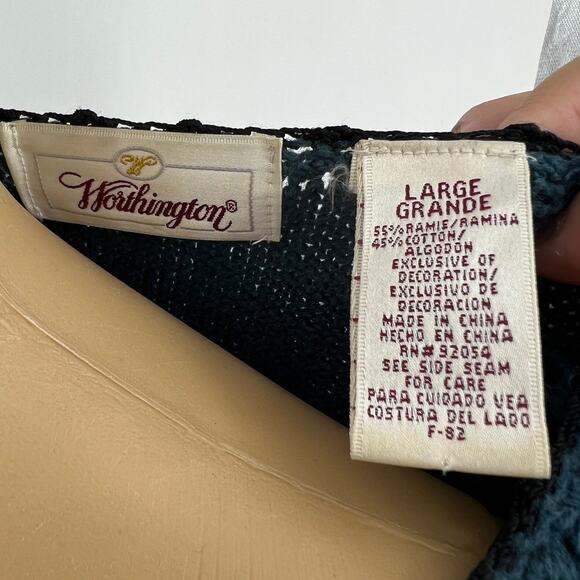 W
Worthington®
LARGE
GRANDE
55% RAMIE/RAMINA
45% COTTON/
ALGODON
EXCLUSIVE OF
DECORATION/
EXCLUSIVO DE
DECORACION
MADE IN CHINA
HECHO EN CHINA
RN# 92054
SEE SIDE SEAM
FOR CARE
PARA CUIDADO VEA
COSTURA DEL LADO
F-82